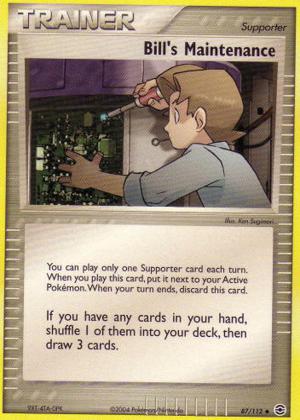 TRAINER
Supporter
Bill's Maintenance
Illus. Ken Sugimori
You can play only one Supporter card each turn.
When you play this card, put it next to your Active
Pokémon. When your turn ends, discard this card.
If you have any cards in your hand,
shuffle 1 of them into your deck, then
draw 3 cards.
©2004 Pokémon/Nintendo
87/112